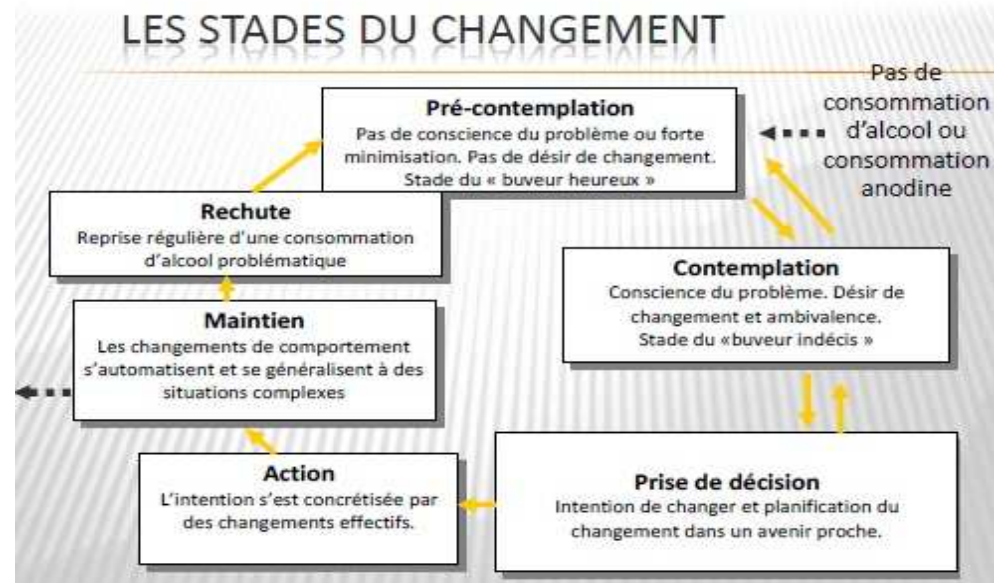 LES STADES DU CHANGEMENT
Pas de
consommation
d'alcool ou
consommation
anodine
Pré-contemplation
Pas de conscience du problème ou forte
minimisation. Pas de désir de changement.
Stade du « buveur heureux »
Contemplation
Conscience du problème. Désir de
changement et ambivalence.
Stade du «buveur indécis »
Prise de décision
Intention de changer et planification du
changement dans un avenir proche.
Action
L'intention s'est concrétisée par
des changements effectifs.
Maintien
Les changements de comportement
s'automatisent et se généralisent à des
situations complexes
Rechute
Reprise régulière d'une consommation
d'alcool problématique